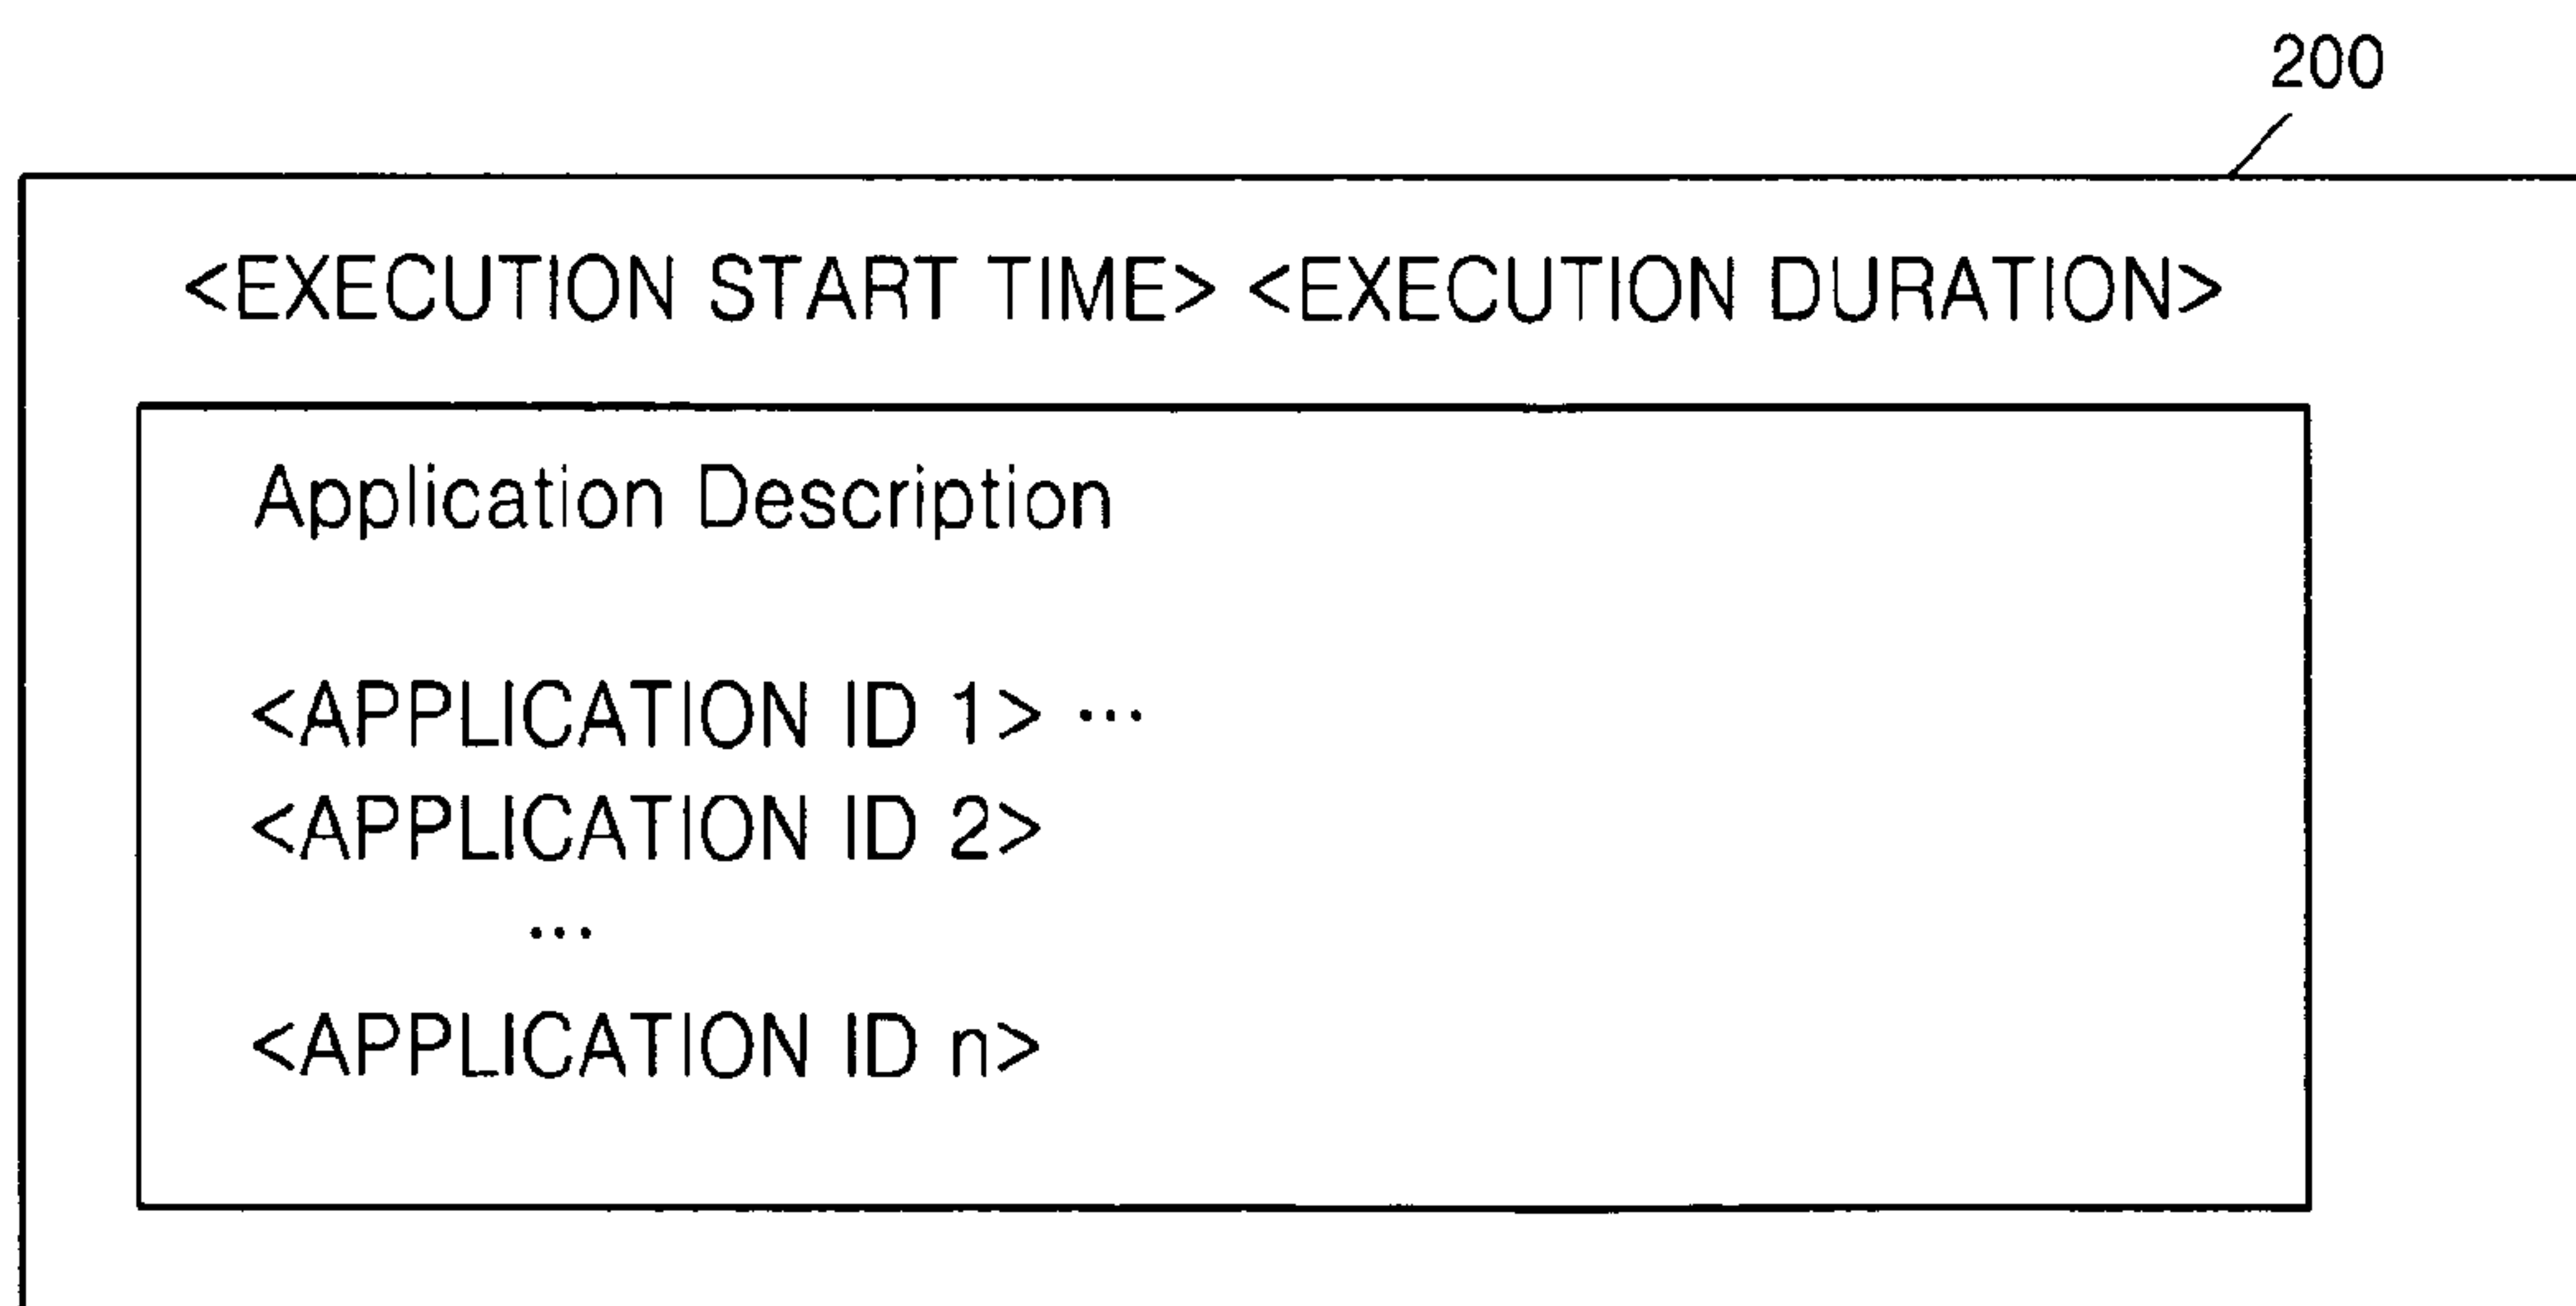 200
<EXECUTION START TIME> <EXECUTION DURATION>
Application Description
<APPLICATION ID 1> ···
<APPLICATION ID 2>
···
<APPLICATION ID n>